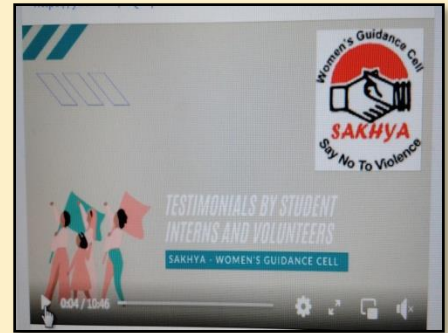 Women's Guidance Cell
SAKHYA
Say No To Violence
TESTIMONIALS BY STUDENT
INTERNS AND VOLUNTEERS
SAKHYA - WOMEN'S GUIDANCE CELL
0:04 / 10:46